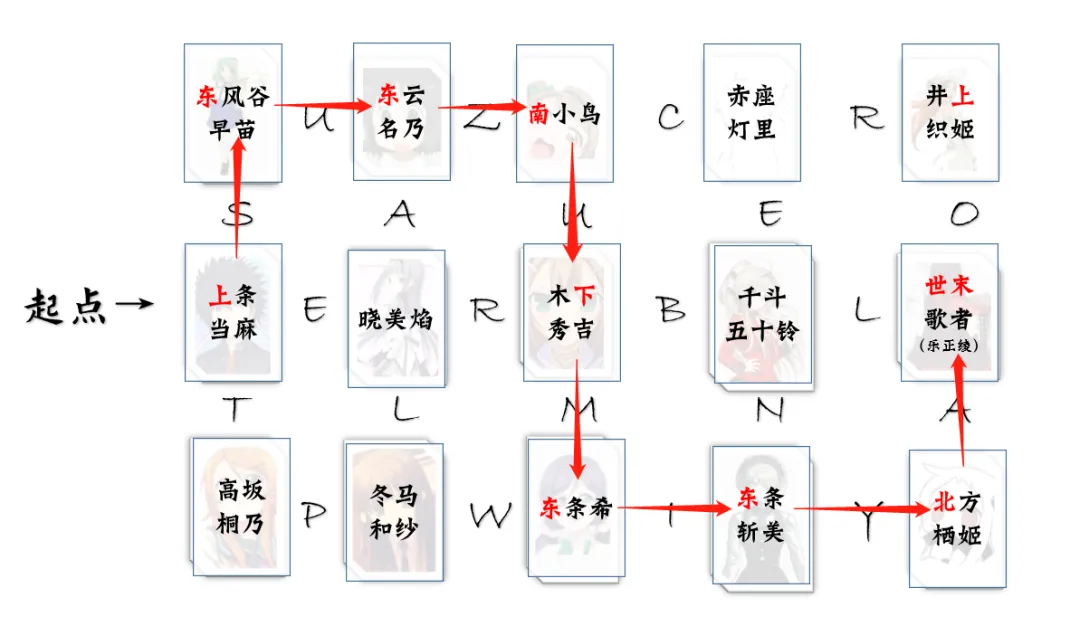 东风谷
早苗
U
东云
名乃
Z
南小鸟
C
赤座
灯里
R
井上
织姬
S
A
U
E
O
起点
上条
当麻
E
晓美焰
R
木下
秀吉
B
千斗
五十铃
L
世末
歌者
（乐正绫）
T
L
M
N
A
高坂
桐乃
P
冬马
和纱
W
东条希
I
东条
斩美
Y
北方
栖姬